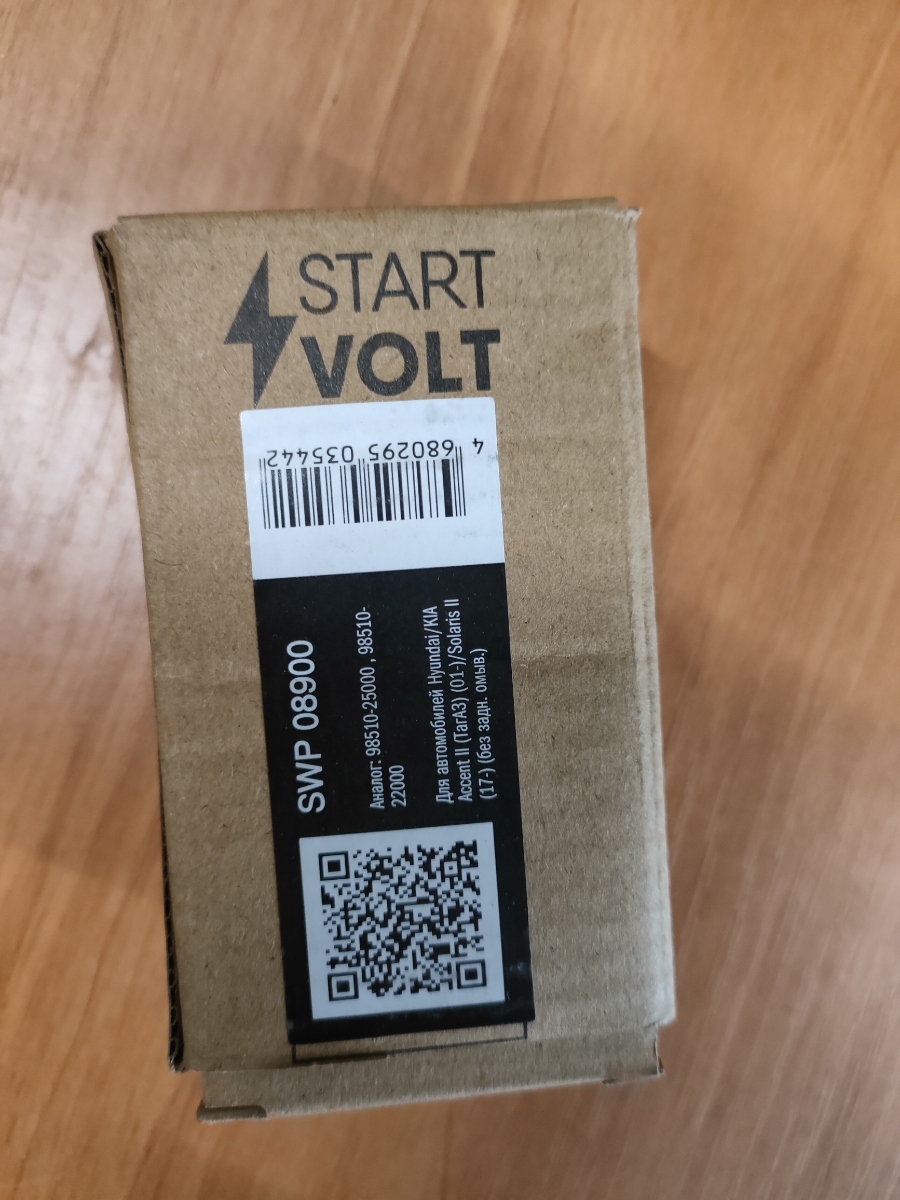 START
VOLT
4 680295 035442
SWP 08900
Аналог: 98510-25000 , 98510-
22000
Для автомобилей Hyundai/KIA
Accent II (ТагАЗ) (01-)/Solaris II
(17-) (без задн. омыв.)